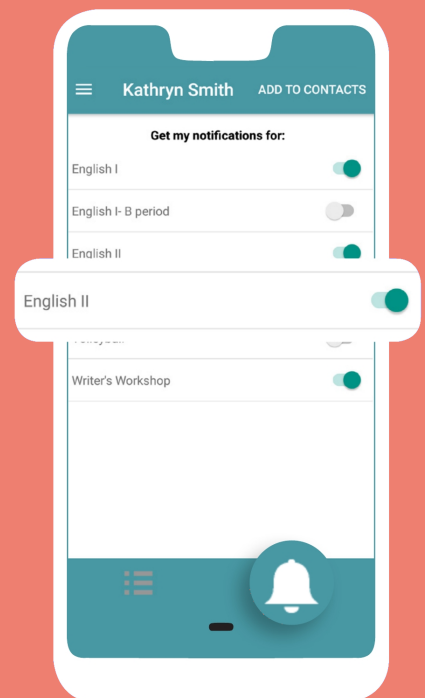 Kathryn Smith ADD TO CONTACTS
Get my notifications for:
English I
English I- B period
English II
English II
Writer's Workshop